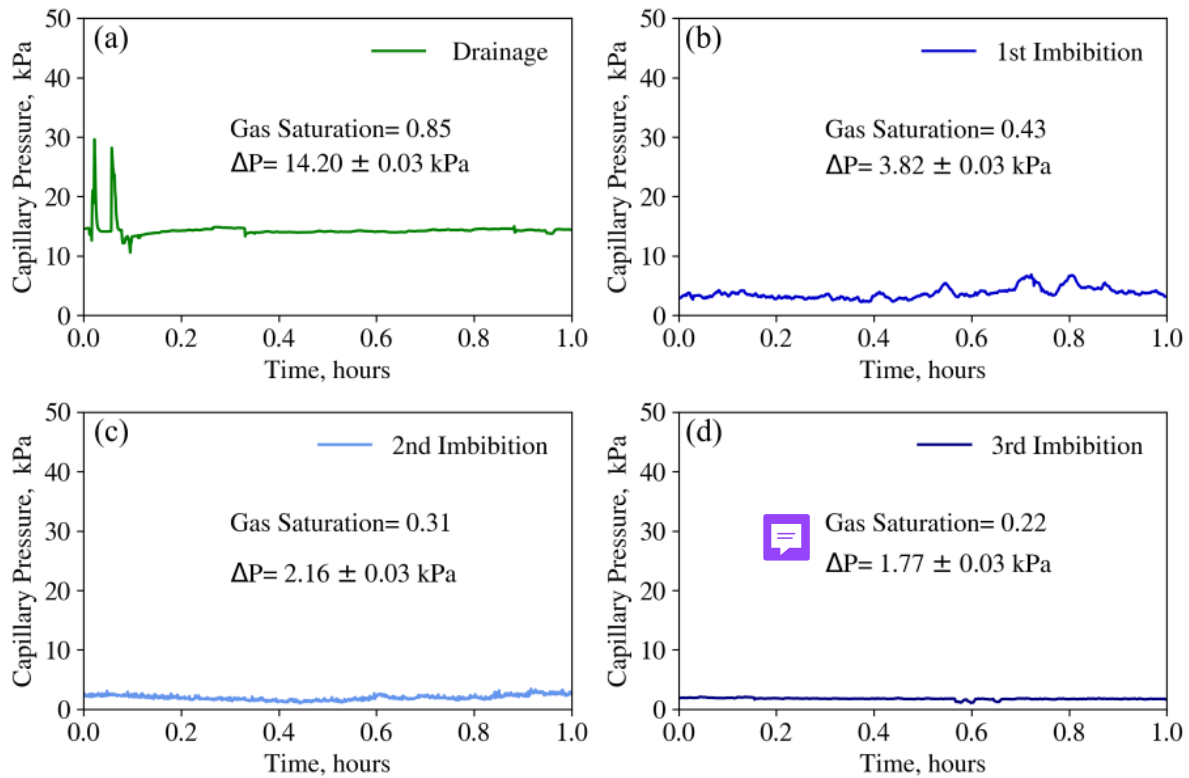 (a)
Drainage
Gas Saturation= 0.85
ΔP= 14.20 ± 0.03 kPa
50
40
30
20
10
0
Capillary Pressure, kPa
0.0 0.2 0.4 0.6 0.8 1.0
Time, hours
(b)
1st Imbibition
Gas Saturation= 0.43
ΔP= 3.82 ± 0.03 kPa
50
40
30
20
10
0
Capillary Pressure, kPa
0.0 0.2 0.4 0.6 0.8 1.0
Time, hours
(c)
2nd Imbibition
Gas Saturation= 0.31
ΔP= 2.16 ± 0.03 kPa
50
40
30
20
10
0
Capillary Pressure, kPa
0.0 0.2 0.4 0.6 0.8 1.0
Time, hours
(d)
3rd Imbibition
Gas Saturation= 0.22
ΔP= 1.77 ± 0.03 kPa
50
40
30
20
10
0
Capillary Pressure, kPa
0.0 0.2 0.4 0.6 0.8 1.0
Time, hours